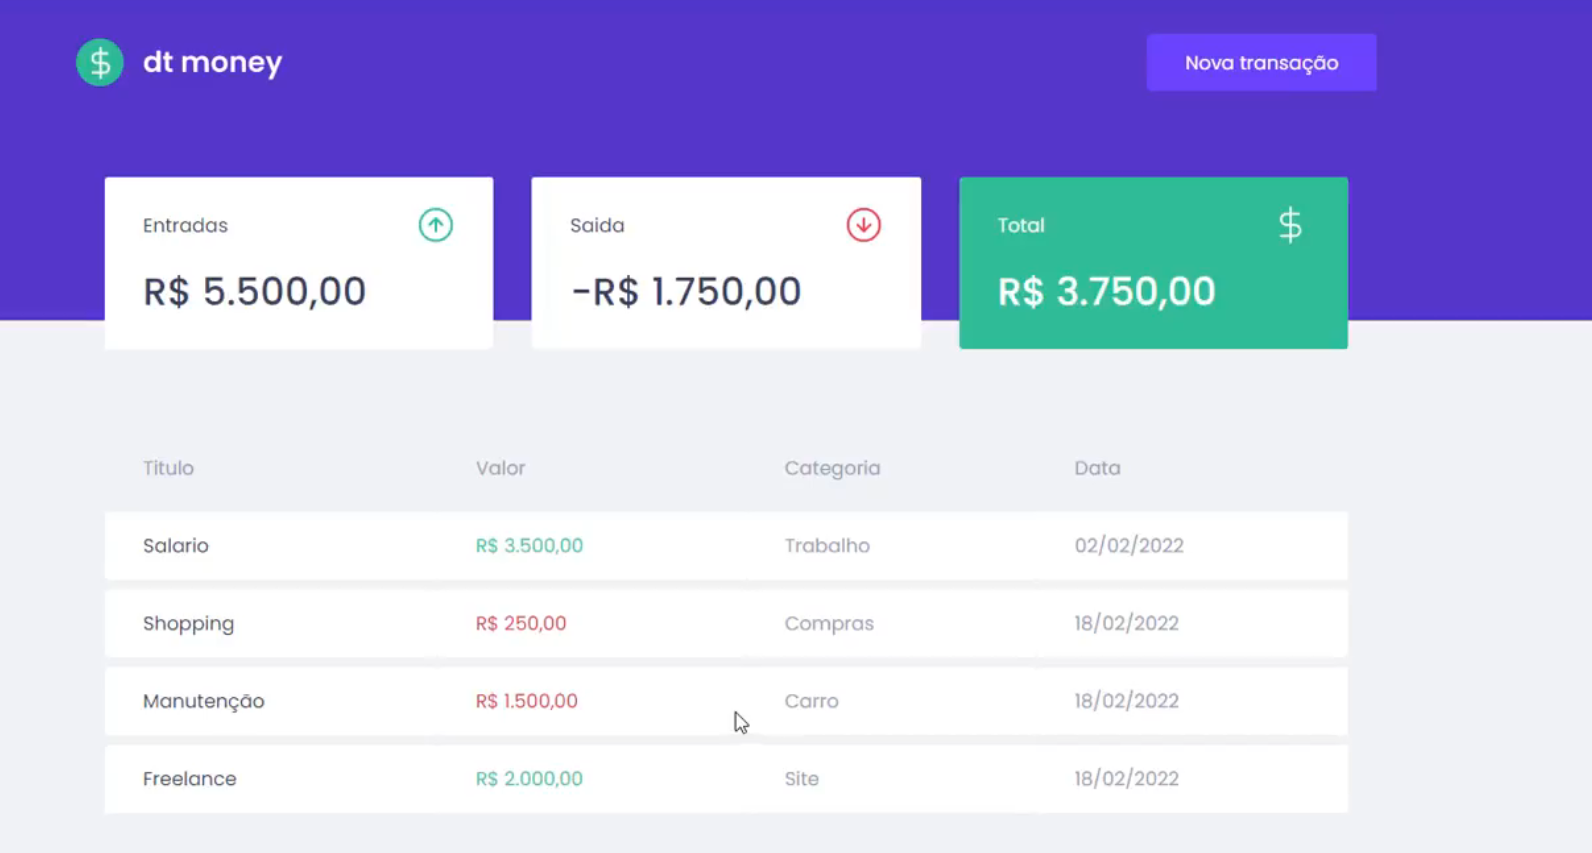 $ dt money
Nova transação
Entradas
R$ 5.500,00
Saida
-R$ 1.750,00
Total $
R$ 3.750,00
Titulo Valor Categoria Data
Salario R$ 3.500,00 Trabalho 02/02/2022
Shopping R$ 250,00 Compras 18/02/2022
Manutenção R$ 1.500,00 Carro 18/02/2022
Freelance R$ 2.000,00 Site 18/02/2022